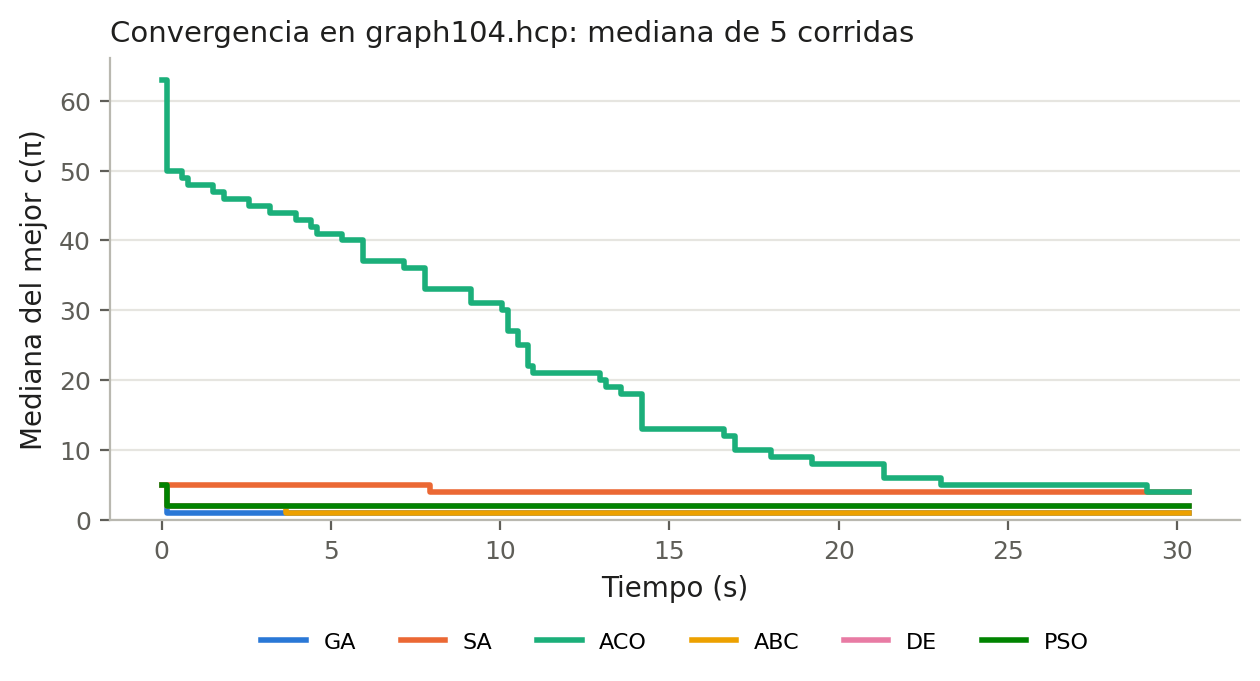 Convergencia en graph104.hcp: mediana de 5 corridas
Mediana del mejor c(π)
60
50
40
30
20
10
0
0 5 10 15 20 25 30
Tiempo (s)
GA SA ACO ABC DE PSO